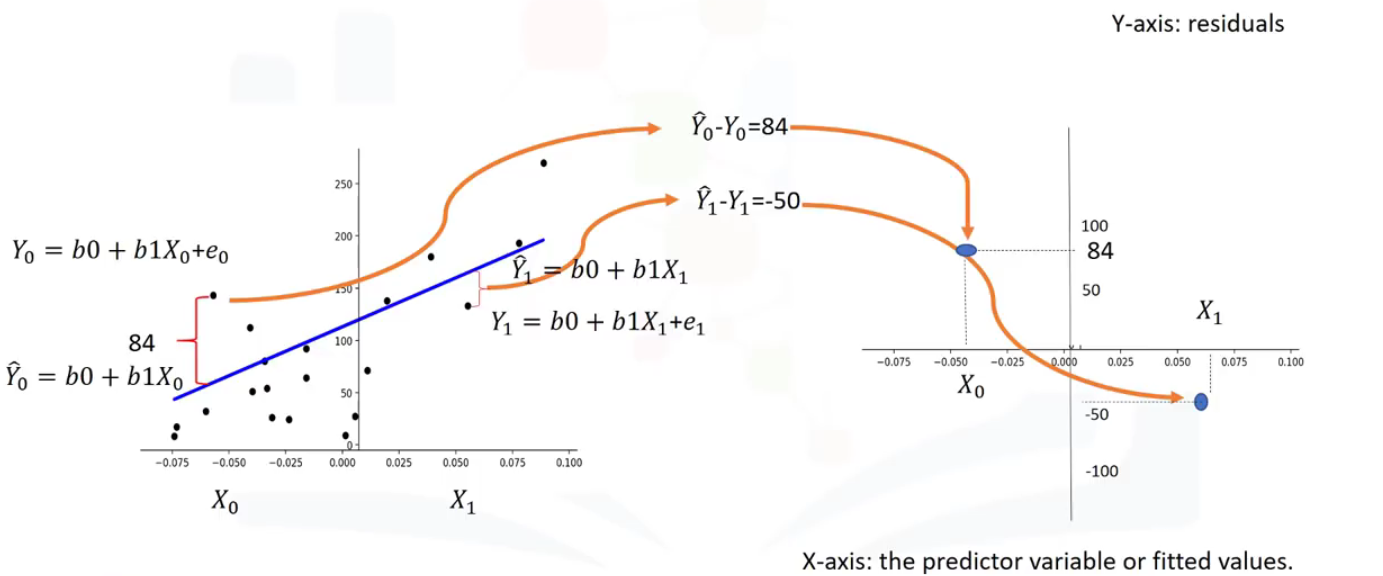 Y-axis: residuals
Ŷ₀-Y₀=84
Ŷ₁-Y₁=-50
Y₀ = b0 + b1X₀+e₀
84
Ŷ₀ = b0 + b1X₀
Ŷ₁ = b0 + b1X₁
Y₁ = b0 + b1X₁+e₁
250
200
150
100
50
0
−0.075 −0.050 −0.025 0.000 0.025 0.050 0.075 0.100
X₀ X₁
100
84
50
X₁
−0.075 −0.050 −0.025 0.000 0.025 0.050 0.075 0.100
X₀
-50
-100
X-axis: the predictor variable or fitted values.